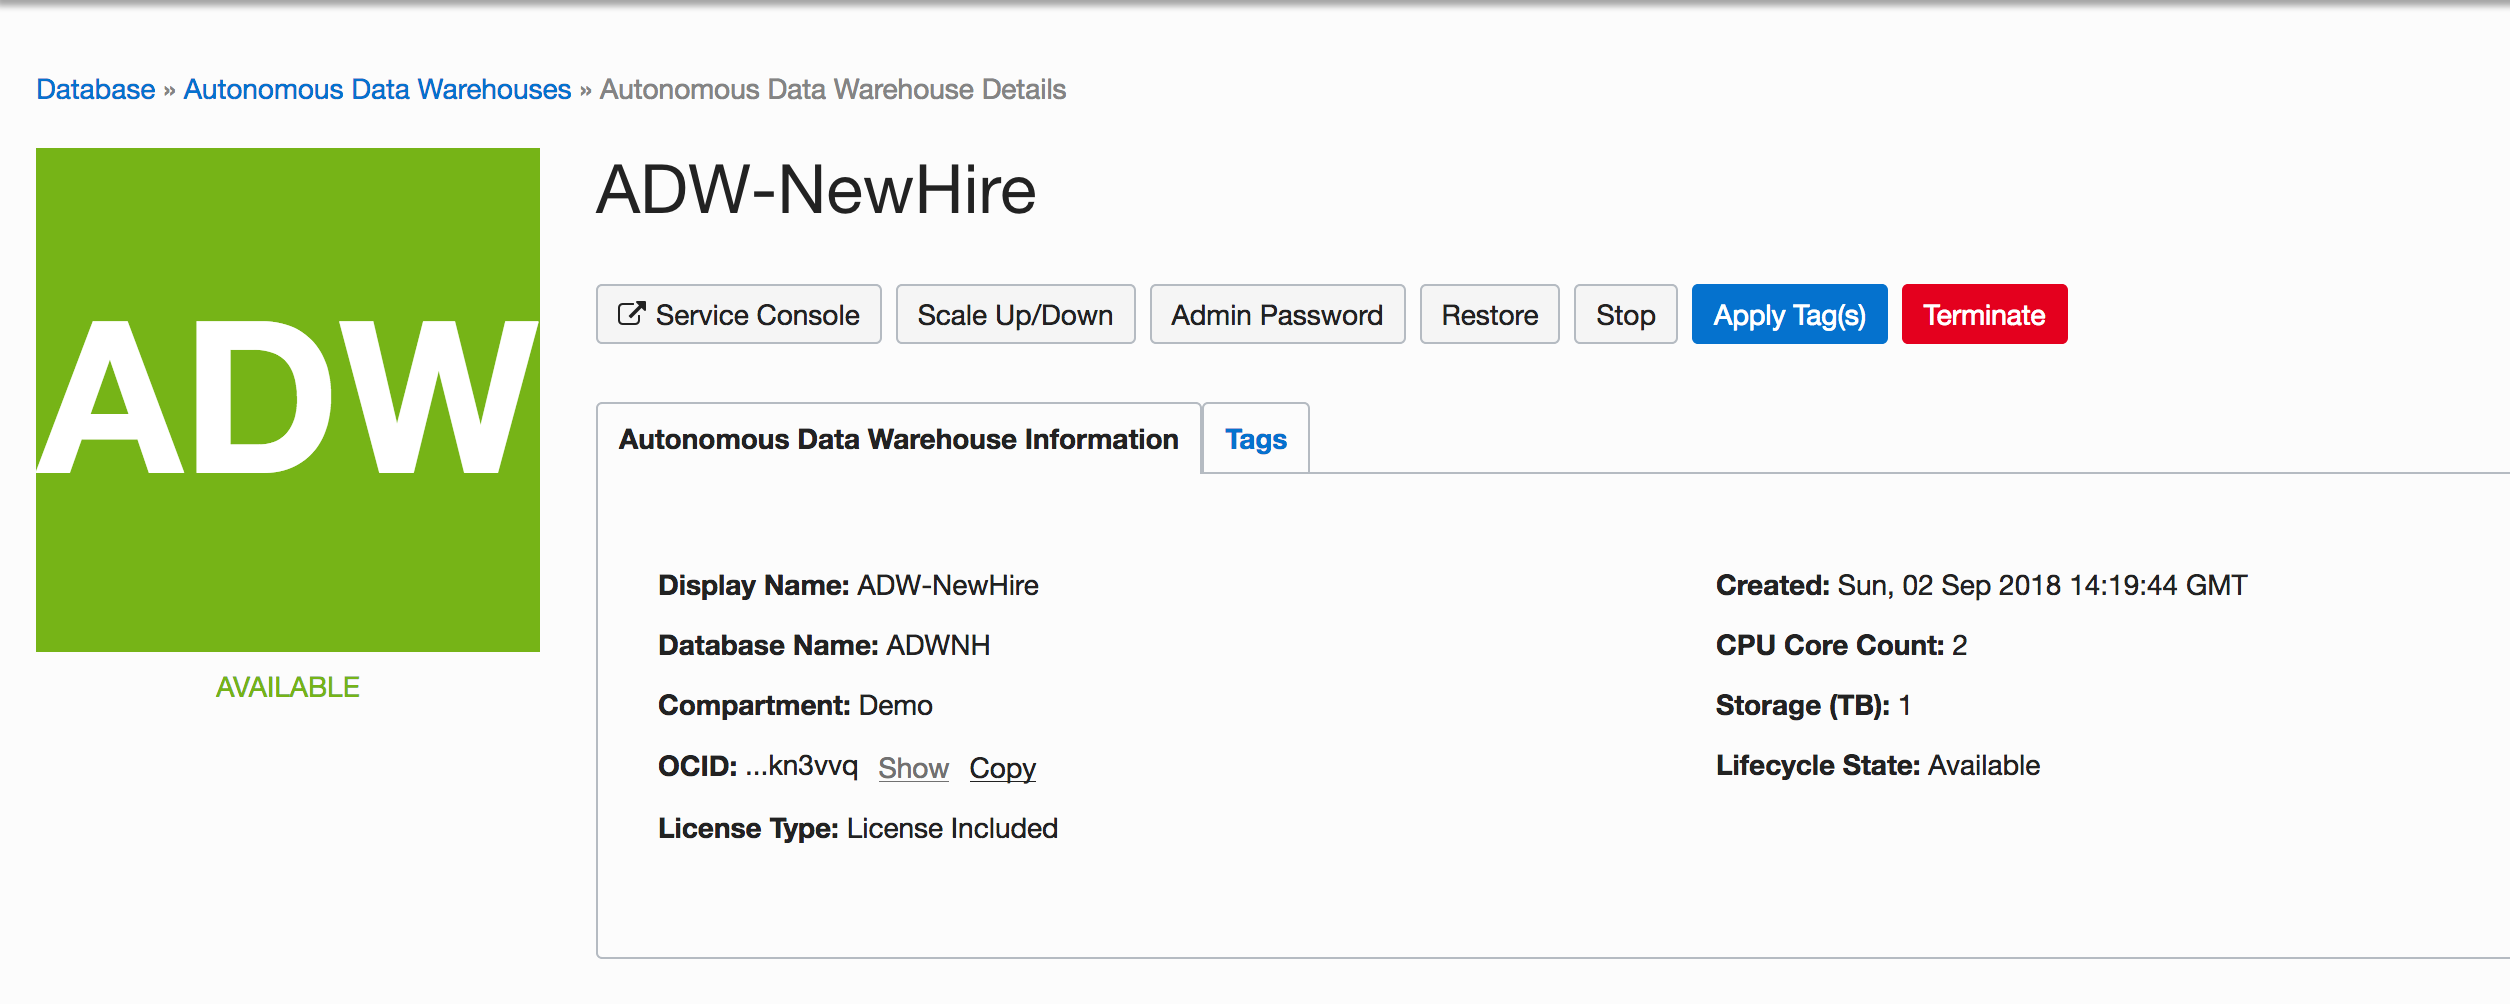 Database » Autonomous Data Warehouses » Autonomous Data Warehouse Details
ADW
AVAILABLE
ADW-NewHire
Service Console Scale Up/Down Admin Password Restore Stop Apply Tag(s) Terminate
Autonomous Data Warehouse Information Tags
Display Name: ADW-NewHire
Database Name: ADWNH
Compartment: Demo
OCID: ...kn3vvq Show Copy
License Type: License Included
Created: Sun, 02 Sep 2018 14:19:44 GMT
CPU Core Count: 2
Storage (TB): 1
Lifecycle State: Available